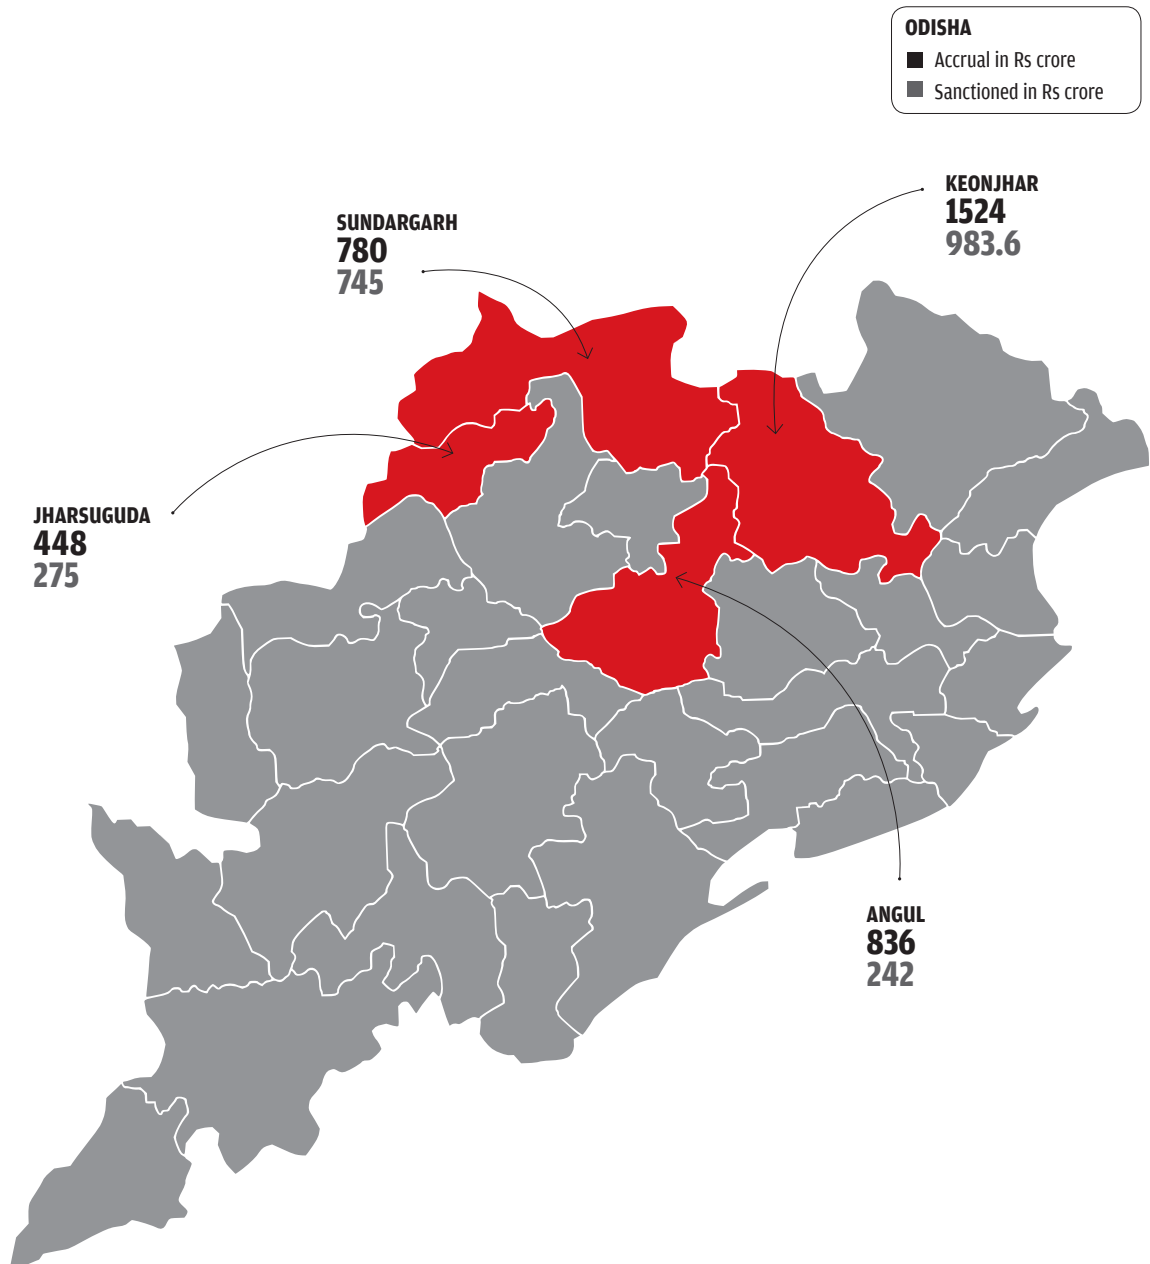 ODISHA
Accrual in Rs crore
Sanctioned in Rs crore
KEONJHAR
1524
983.6
SUNDARGARH
780
745
JHARSUGUDA
448
275
ANGUL
836
242